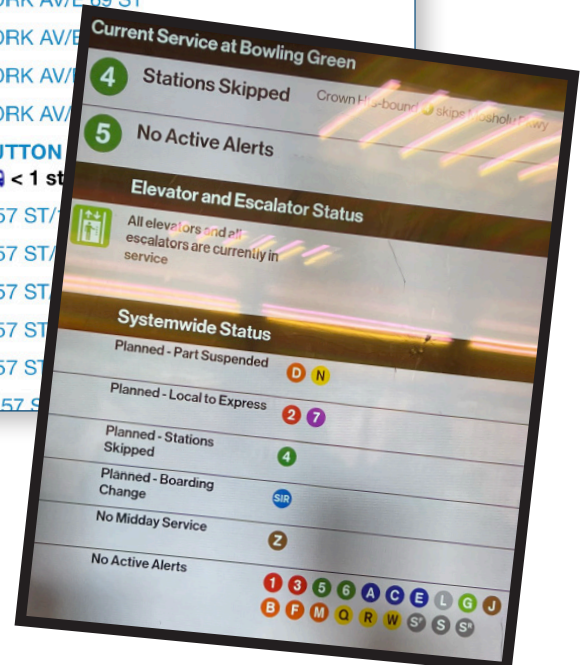 ORK AV/E 69 ST
ORK AV/E
ORK AV/E
ORK AV/
UTTON
< 1 st
57 ST/
57 ST/
57 ST/
57 ST
57 ST
57 S
Current Service at Bowling Green
4 Stations Skipped Crown Hts-bound skips Mosholu Pkwy
5 No Active Alerts
Elevator and Escalator Status
All elevators and all
escalators are currently in
service
Systemwide Status
Planned - Part Suspended D N
Planned - Local to Express 2 7
Planned - Stations
Skipped 4
Planned - Boarding
Change SIR
No Midday Service Z
No Active Alerts
1 3 5 6 A C E L G J
B F M Q R W SF S SR